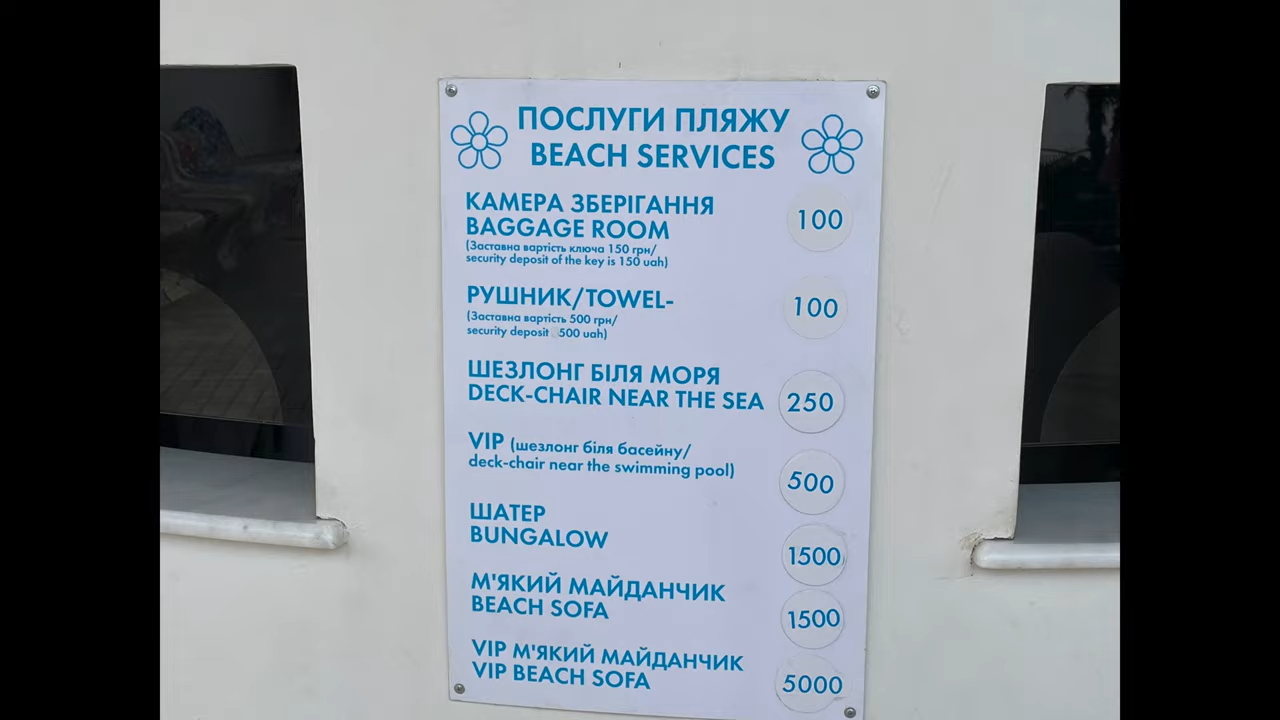 ПОСЛУГИ ПЛЯЖУ
BEACH SERVICES
КАМЕРА ЗБЕРІГАННЯ
BAGGAGE ROOM
(Заставна вартість ключа 150 грн/
security deposit of the key is 150 uah)
100
РУШНИК/TOWEL-
(Заставна вартість 500 грн/
security deposit 500 uah)
100
ШЕЗЛОНГ БІЛЯ МОРЯ
DECK-CHAIR NEAR THE SEA
250
VIP (шезлонг біля басейну/
deck-chair near the swimming pool)
500
ШАТЕР
BUNGALOW
1500
М'ЯКИЙ МАЙДАНЧИК
BEACH SOFA
1500
VIP М'ЯКИЙ МАЙДАНЧИК
VIP BEACH SOFA
5000